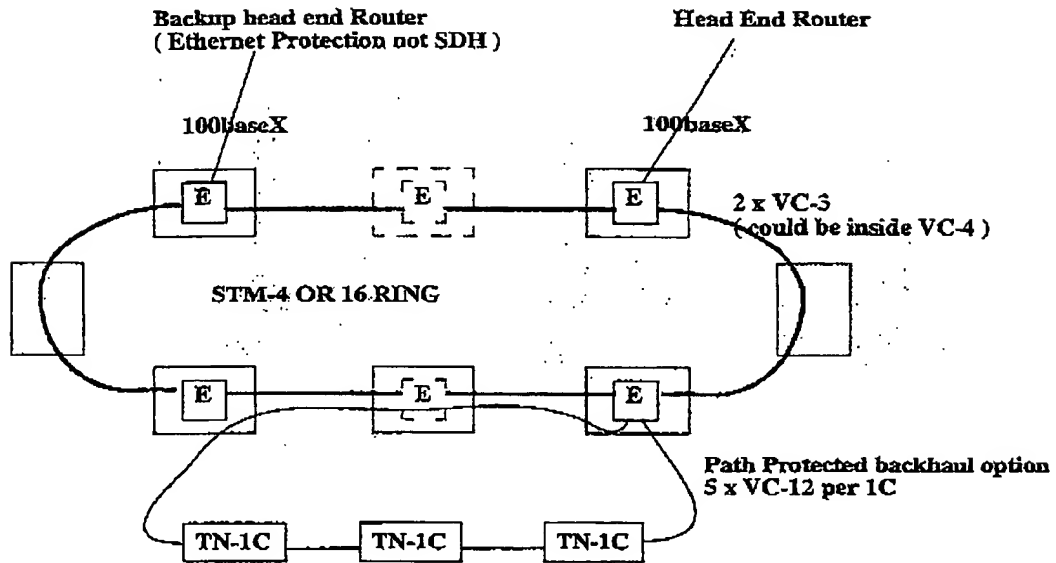 Backup head end Router
( Ethernet Protection not SDH )
Head End Router
100baseX
100baseX
E
E
E
2 x VC-3
( could be inside VC-4 )
STM-4 OR 16 RING
E
E
E
Path Protected backhaul option
5 x VC-12 per 1C
TN-1C
TN-1C
TN-1C